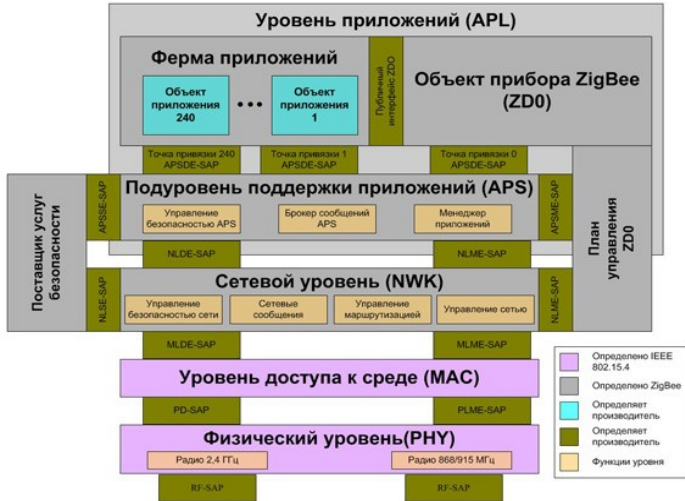 Уровень приложений (APL)
Ферма приложений
Объект
приложения
240
•••
Объект
приложения
1
Публичный
интерфейс ZDO
Объект прибора ZigBee
(ZD0)
Точка привязки 240
APSDE-SAP
Точка привязки 1
APSDE-SAP
Точка привязки 0
APSDE-SAP
Поставщик услуг
безопасности
APSSE-SAP
Подуровень поддержки приложений (APS)
Управление
безопасностью APS
Брокер сообщений
APS
Менеджер
приложений
APSME-SAP
План
управления
ZD0
NLDE-SAP
NLME-SAP
NLSE-SAP
Сетевой уровень (NWK)
Управление
безопасностью сети
Сетевые
сообщения
Управление
маршрутизацией
Управление сетью
NLME-SAP
MLDE-SAP
MLME-SAP
Уровень доступа к среде (MAC)
PD-SAP
PLME-SAP
Физический уровень(PHY)
Радио 2,4 ГГц
Радио 868/915 МГц
RF-SAP
RF-SAP
Определено IEEE
802.15.4
Определено ZigBee
Определяет
производитель
Определяет
производитель
Функции уровня